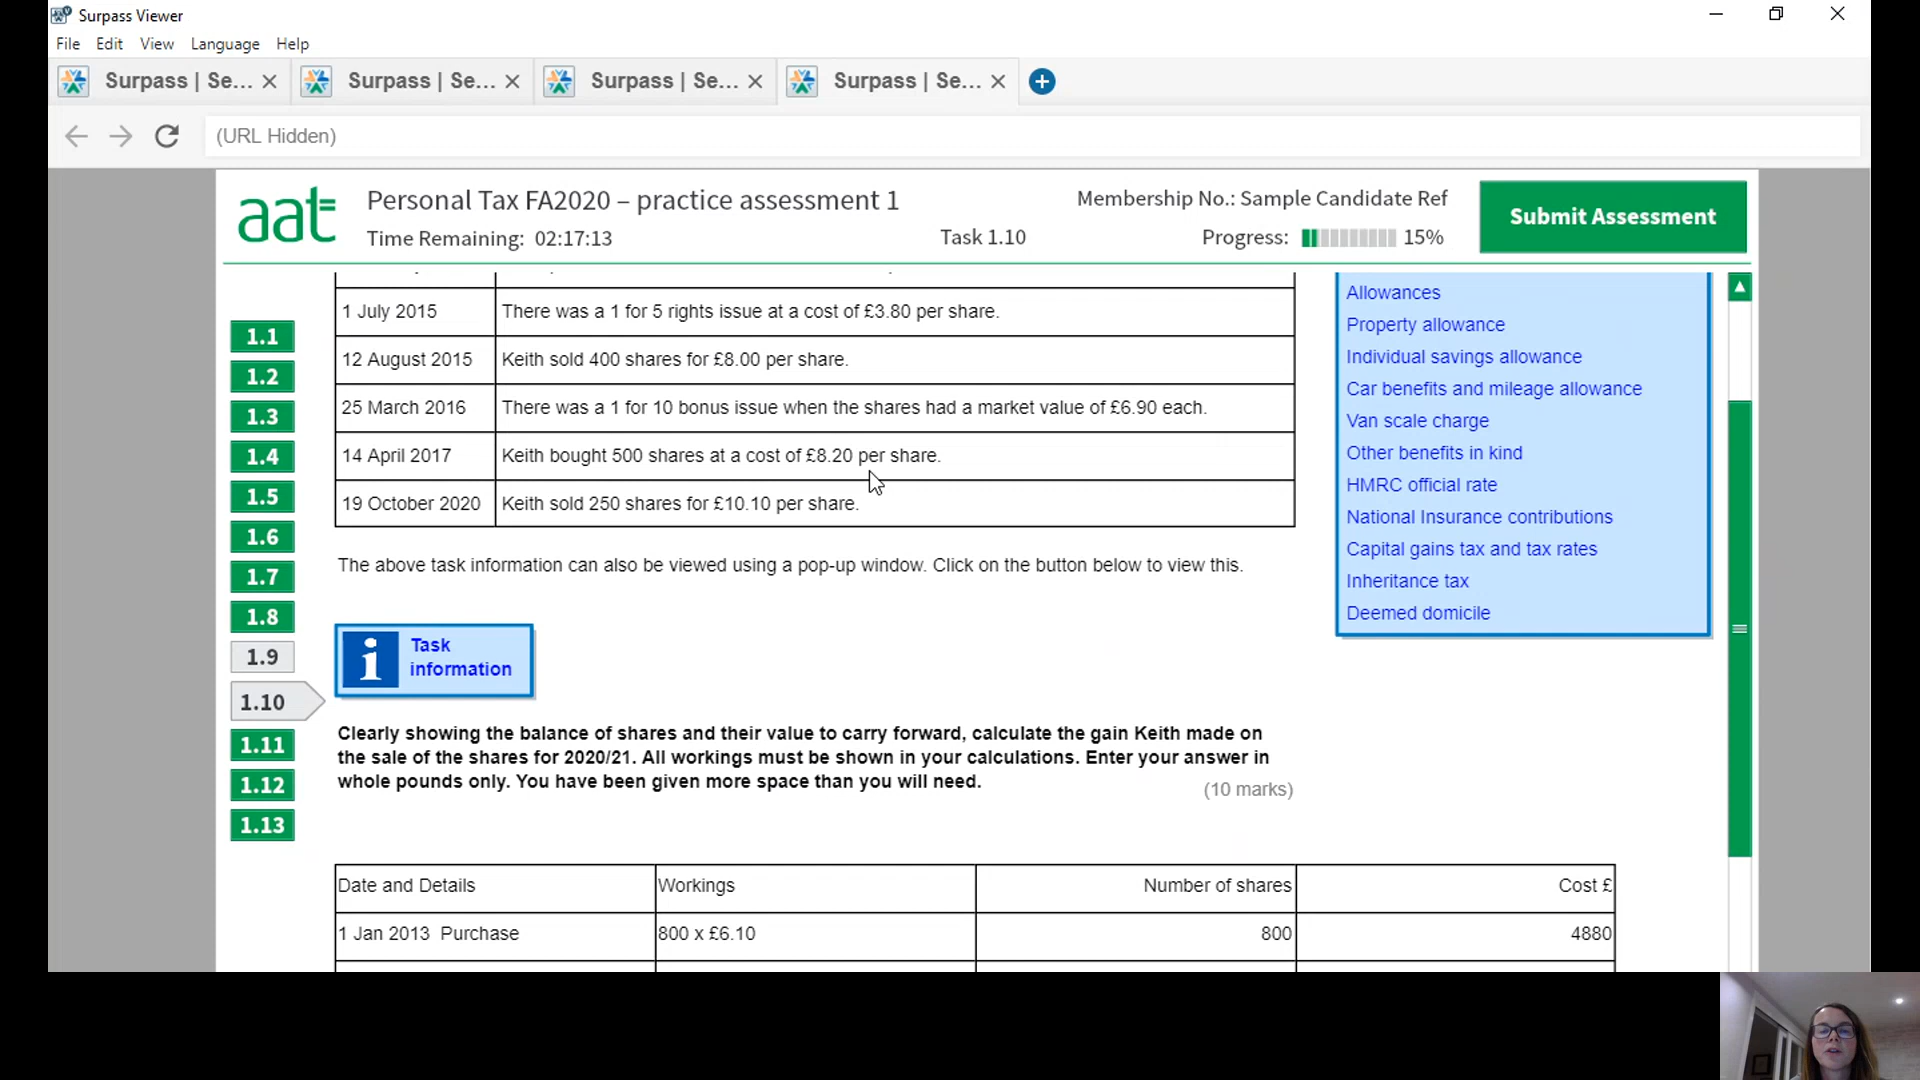 Surpass Viewer
File Edit View Language Help
Surpass | Se... Surpass | Se... Surpass | Se... Surpass | Se...
(URL Hidden)
aat
Personal Tax FA2020 – practice assessment 1
Membership No.: Sample Candidate Ref
Submit Assessment
Time Remaining: 02:17:13
Task 1.10
Progress: 15%
1.1
1.2
1.3
1.4
1.5
1.6
1.7
1.8
1.9
1.10
1.11
1.12
1.13
1 July 2015 There was a 1 for 5 rights issue at a cost of £3.80 per share.
12 August 2015 Keith sold 400 shares for £8.00 per share.
25 March 2016 There was a 1 for 10 bonus issue when the shares had a market value of £6.90 each.
14 April 2017 Keith bought 500 shares at a cost of £8.20 per share.
19 October 2020 Keith sold 250 shares for £10.10 per share.
The above task information can also be viewed using a pop-up window. Click on the button below to view this.
i Task
information
Clearly showing the balance of shares and their value to carry forward, calculate the gain Keith made on
the sale of the shares for 2020/21. All workings must be shown in your calculations. Enter your answer in
whole pounds only. You have been given more space than you will need.
(10 marks)
Date and Details Workings Number of shares Cost £
1 Jan 2013 Purchase 800 x £6.10 800 4880
Allowances
Property allowance
Individual savings allowance
Car benefits and mileage allowance
Van scale charge
Other benefits in kind
HMRC official rate
National Insurance contributions
Capital gains tax and tax rates
Inheritance tax
Deemed domicile